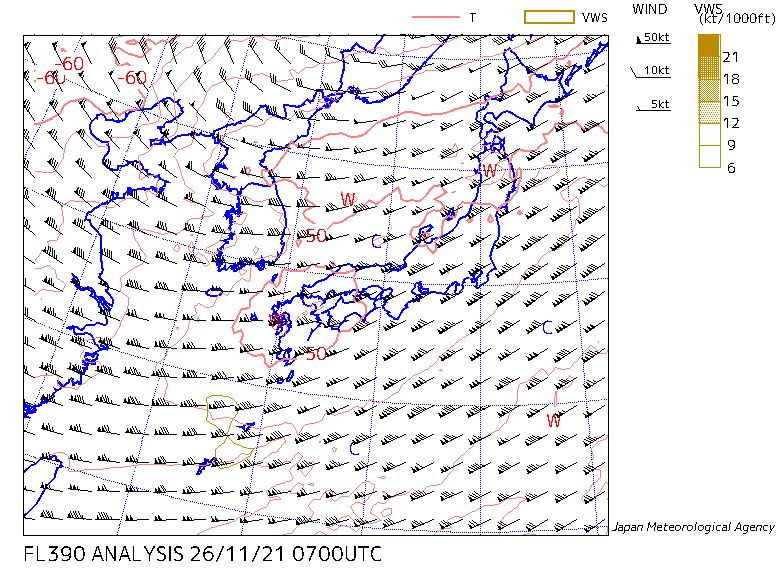 T
VWS
WIND
VWS
(kt/1000ft)
50kt
10kt
5kt
21
18
15
12
9
6
-60
-60
-60
W
W
-50
C
W
-50
C
W
C
Japan Meteorological Agency
FL390 ANALYSIS 26/11/21 0700UTC